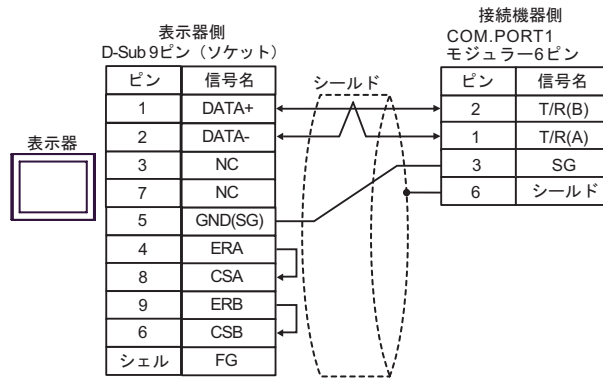 表示器側
D-Sub 9ピン（ソケット）
接続機器側
COM.PORT1
モジュラー6ピン
表示器
シールド
ピン 信号名
1 DATA+
2 DATA-
3 NC
7 NC
5 GND(SG)
4 ERA
8 CSA
9 ERB
6 CSB
シェル FG
ピン 信号名
2 T/R(B)
1 T/R(A)
3 SG
6 シールド